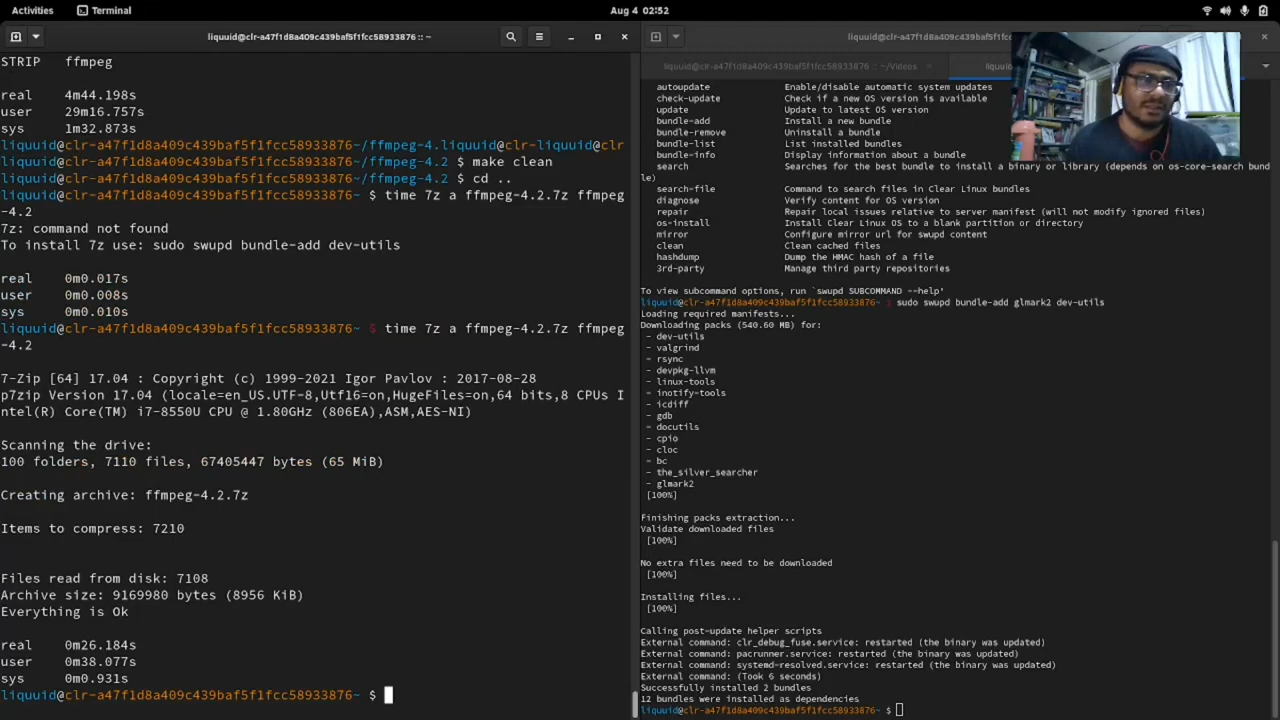 Activities
Terminal
Aug 4 02:52
liquuid@clr-a47f1d8a409c439baf5f1fcc58933876:: ~
STRIP ffmpeg
real 4m44.198s
user 29m16.757s
sys 1m32.873s
liquuid@clr-a47f1d8a409c439baf5f1fcc58933876~/ffmpeg-4.liquuid@clr-liquuid@clr
liquuid@clr-a47f1d8a409c439baf5f1fcc58933876~/ffmpeg-4.2 $ make clean
liquuid@clr-a47f1d8a409c439baf5f1fcc58933876~/ffmpeg-4.2 $ cd ..
liquuid@clr-a47f1d8a409c439baf5f1fcc58933876~ $ time 7z a ffmpeg-4.2.7z ffmpeg
-4.2
7z: command not found
To install 7z use: sudo swupd bundle-add dev-utils
real 0m0.017s
user 0m0.008s
sys 0m0.010s
liquuid@clr-a47f1d8a409c439baf5f1fcc58933876~ $ time 7z a ffmpeg-4.2.7z ffmpeg
-4.2
7-Zip [64] 17.04 : Copyright (c) 1999-2021 Igor Pavlov : 2017-08-28
p7zip Version 17.04 (locale=en_US.UTF-8,Utf16=on,HugeFiles=on,64 bits,8 CPUs I
ntel(R) Core(TM) i7-8550U CPU @ 1.80GHz (806EA),ASM,AES-NI)
Scanning the drive:
100 folders, 7110 files, 67405447 bytes (65 MiB)
Creating archive: ffmpeg-4.2.7z
Items to compress: 7210
Files read from disk: 7108
Archive size: 9169980 bytes (8956 KiB)
Everything is Ok
real 0m26.184s
user 0m38.077s
sys 0m0.931s
liquuid@clr-a47f1d8a409c439baf5f1fcc58933876~ $
liquuid@clr-a47f1d8a409c439baf5f1fcc58933876
liquuid@clr-a47f1d8a409c439baf5f1fcc58933876:: ~/Videos
liquu
autoupdate Enable/disable automatic system updates
check-update Check if a new OS version is available
update Update to latest OS version
bundle-add Install a new bundle
bundle-remove Uninstall a bundle
bundle-list List installed bundles
bundle-info Display information about a bundle
search Searches for the best bundle to install a binary or library (depends on os-core-search bund
le)
search-file Command to search files in Clear Linux bundles
diagnose Verify content for OS version
repair Repair local issues relative to server manifest (will not modify ignored files)
os-install Install Clear Linux OS to a blank partition or directory
mirror Configure mirror url for swupd content
clean Clean cached files
hashdump Dump the HMAC hash of a file
3rd-party Manage third party repositories
To view subcommand options, run `swupd SUBCOMMAND --help'
liquuid@clr-a47f1d8a409c439baf5f1fcc58933876~ $ sudo swupd bundle-add glmark2 dev-utils
Loading required manifests...
Downloading packs (540.60 MB) for:
- dev-utils
- valgrind
- rsync
- devpkg-llvm
- linux-tools
- inotify-tools
- icdiff
- gdb
- docutils
- cpio
- cloc
- bc
- the_silver_searcher
- glmark2
[100%]
Finishing packs extraction...
Validate downloaded files
[100%]
No extra files need to be downloaded
[100%]
Installing files...
[100%]
Calling post-update helper scripts
External command: clr_debug_fuse.service: restarted (the binary was updated)
External command: pacrunner.service: restarted (the binary was updated)
External command: systemd-resolved.service: restarted (the binary was updated)
External command: (Took 6 seconds)
Successfully installed 2 bundles
12 bundles were installed as dependencies
liquuid@clr-a47f1d8a409c439baf5f1fcc58933876~ $